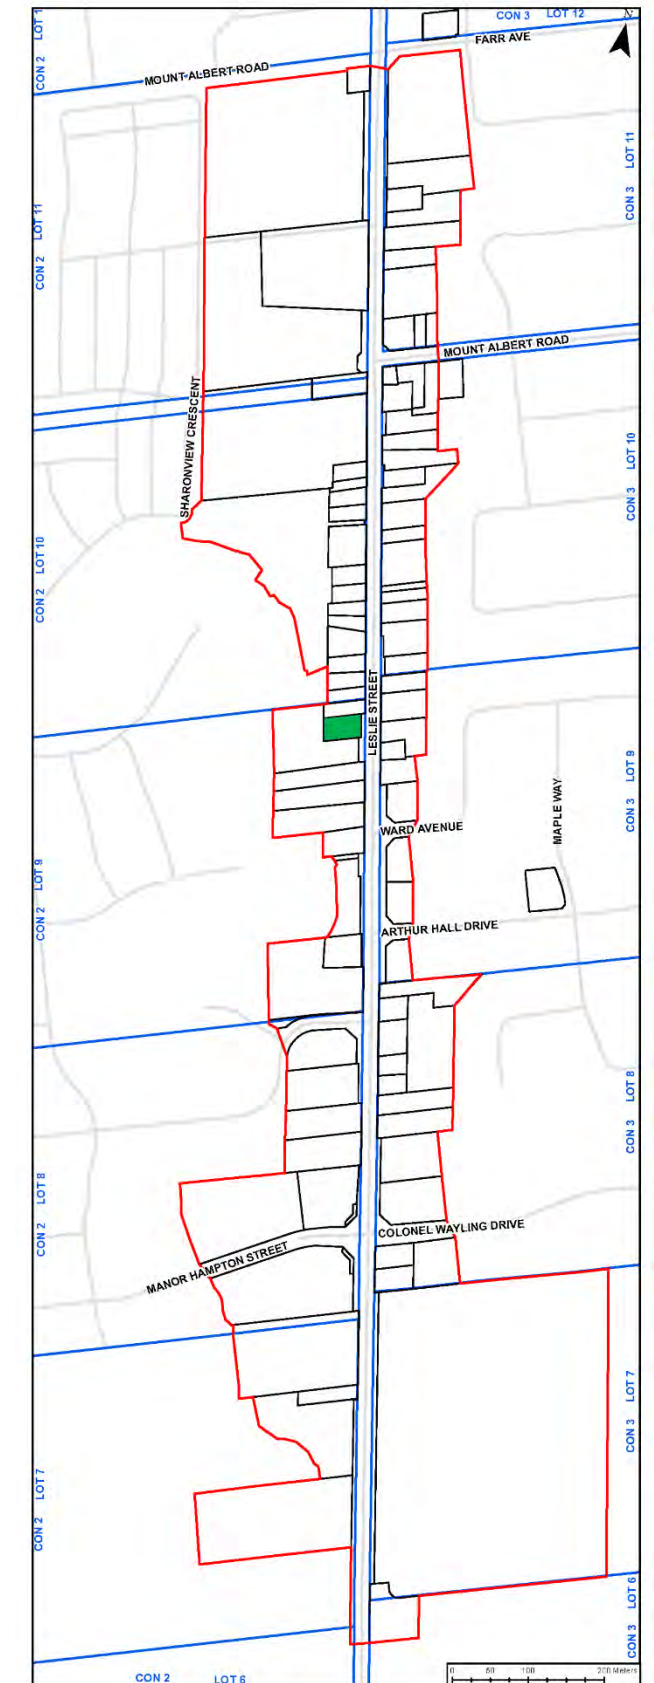 CON 3 LOT 12
N
FARR AVE
CON 2 LOT 1
MOUNT ALBERT ROAD
CON 3 LOT 11
CON 2 LOT 11
MOUNT ALBERT ROAD
SHARONVIEW CRESCENT
CON 3 LOT 10
CON 2 LOT 10
LESLIE STREET
CON 3 LOT 9
MAPLE WAY
WARD AVENUE
CON 2 LOT 9
ARTHUR HALL DRIVE
CON 3 LOT 8
CON 2 LOT 8
COLONEL WAYLING DRIVE
MANOR HAMPTON STREET
CON 3 LOT 7
CON 2 LOT 7
CON 3 LOT 6
CON 2 LOT 6
0 50 100 200 Meters